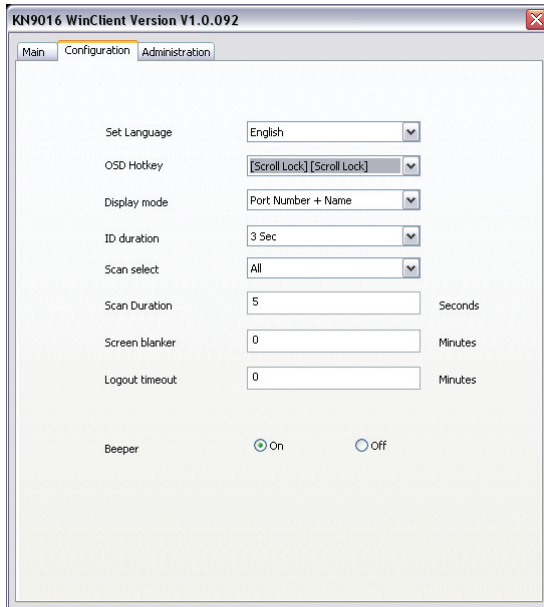 KN9016 WinClient Version V1.0.092
Main Configuration Administration
Set Language English
OSD Hotkey [Scroll Lock] [Scroll Lock]
Display mode Port Number + Name
ID duration 3 Sec
Scan select All
Scan Duration 5 Seconds
Screen blanker 0 Minutes
Logout timeout 0 Minutes
Beeper On Off